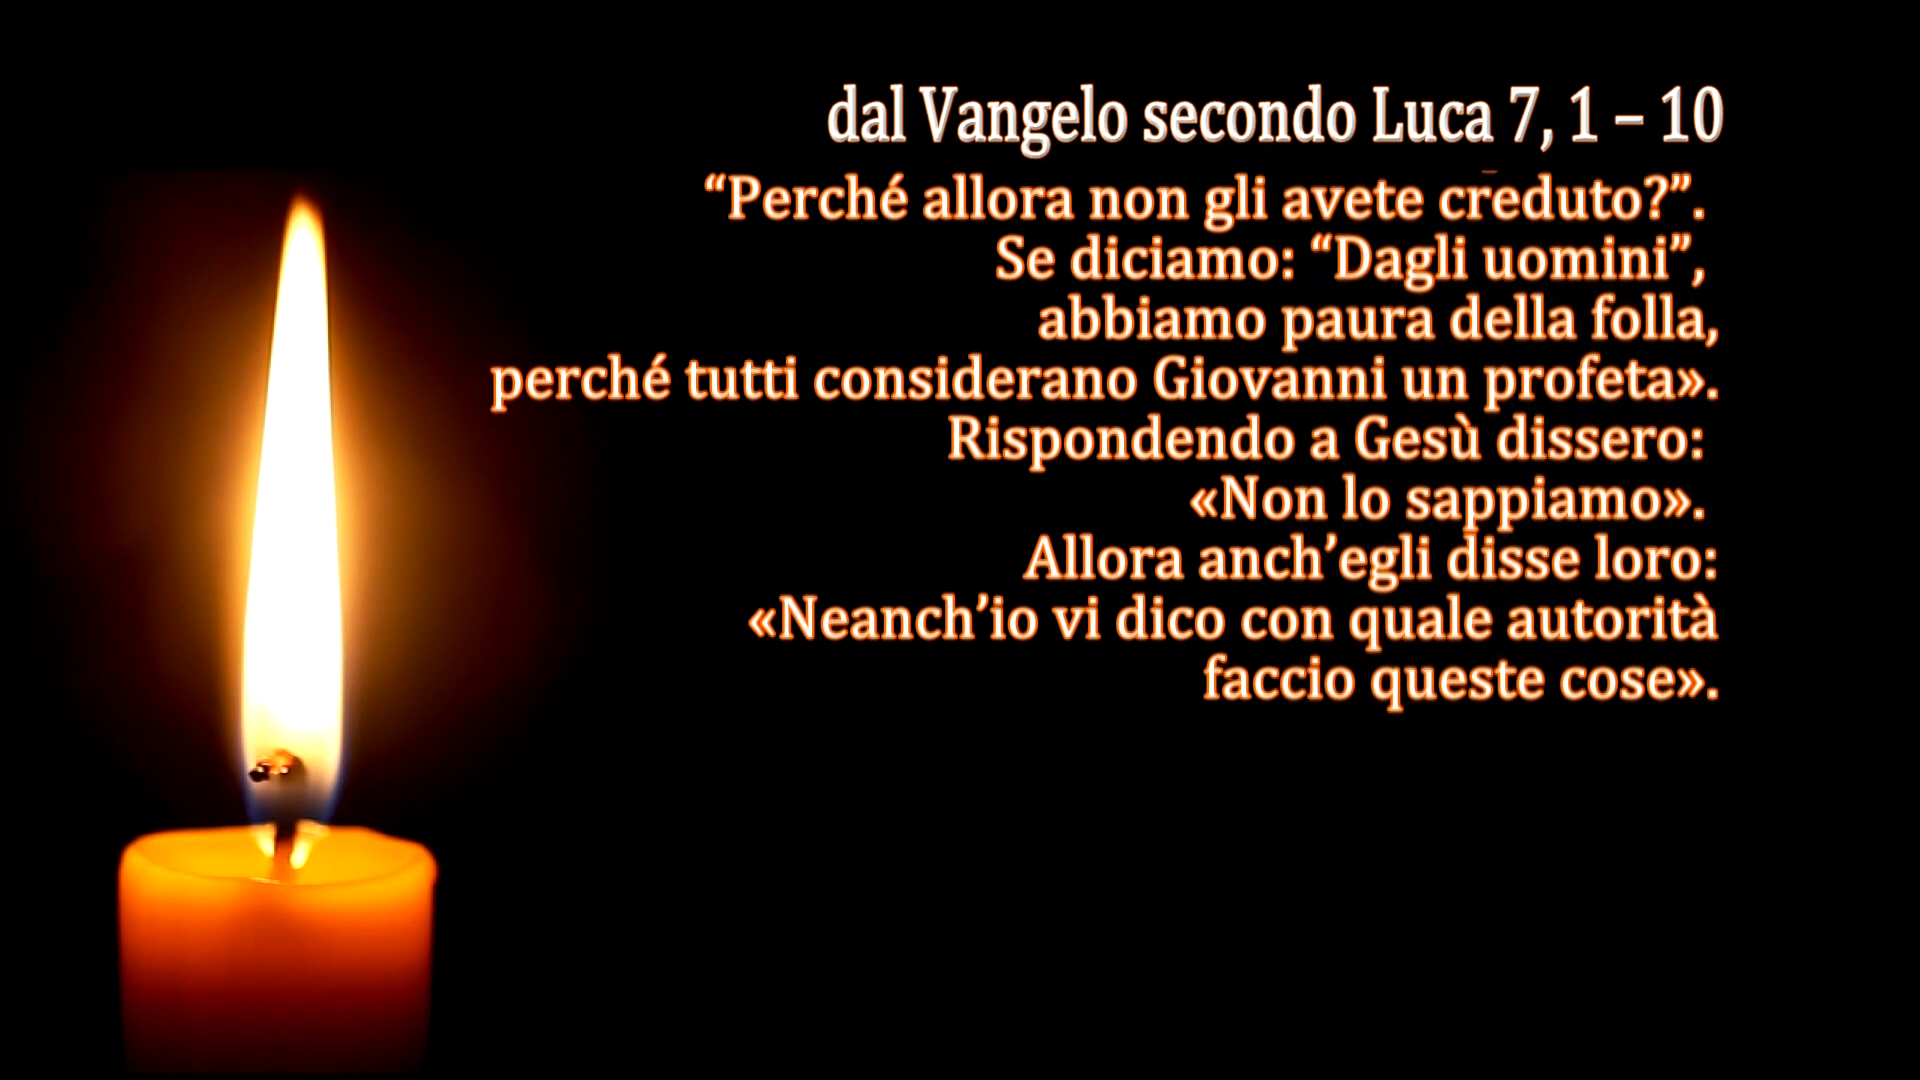 dal Vangelo secondo Luca 7, 1 – 10
“Perché allora non gli avete creduto?”.
Se diciamo: “Dagli uomini”,
abbiamo paura della folla,
perché tutti considerano Giovanni un profeta».
Rispondendo a Gesù dissero:
«Non lo sappiamo».
Allora anch’egli disse loro:
«Neanch’io vi dico con quale autorità
faccio queste cose».